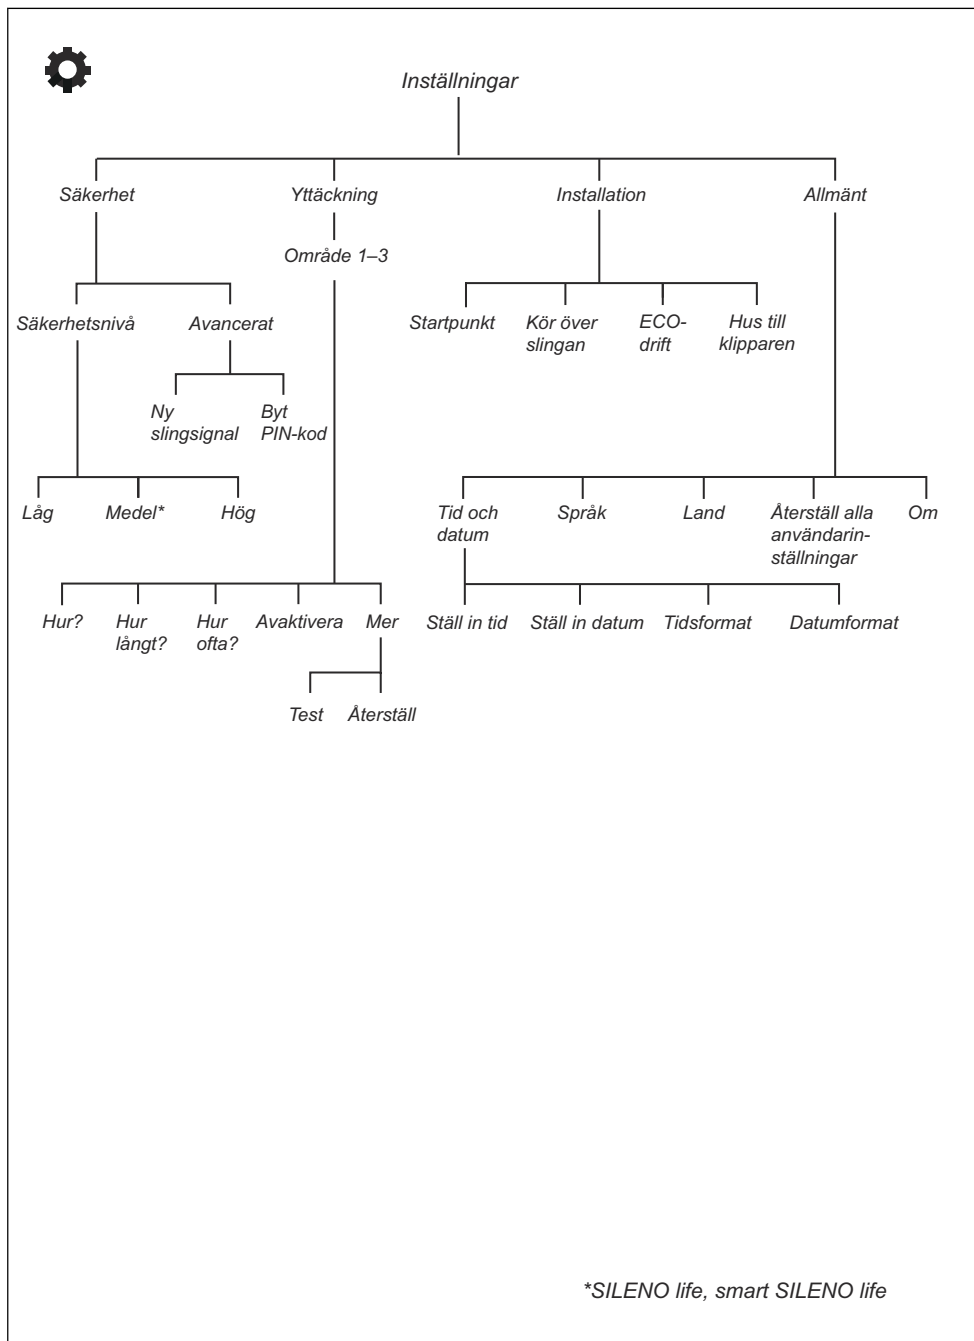 Inställningar
Säkerhet
Yttäckning
Installation
Allmänt
Område 1–3
Säkerhetsnivå
Avancerat
Startpunkt
Kör över
slingan
ECO-
drift
Hus till
klipparen
Ny
slingsignal
Byt
PIN-kod
Låg
Medel*
Hög
Tid och
datum
Språk
Land
Återställ alla
användarin-
ställningar
Om
Hur?
Hur
långt?
Hur
ofta?
Avaktivera
Mer
Ställ in tid
Ställ in datum
Tidsformat
Datumformat
Test
Återställ
*SILENO life, smart SILENO life